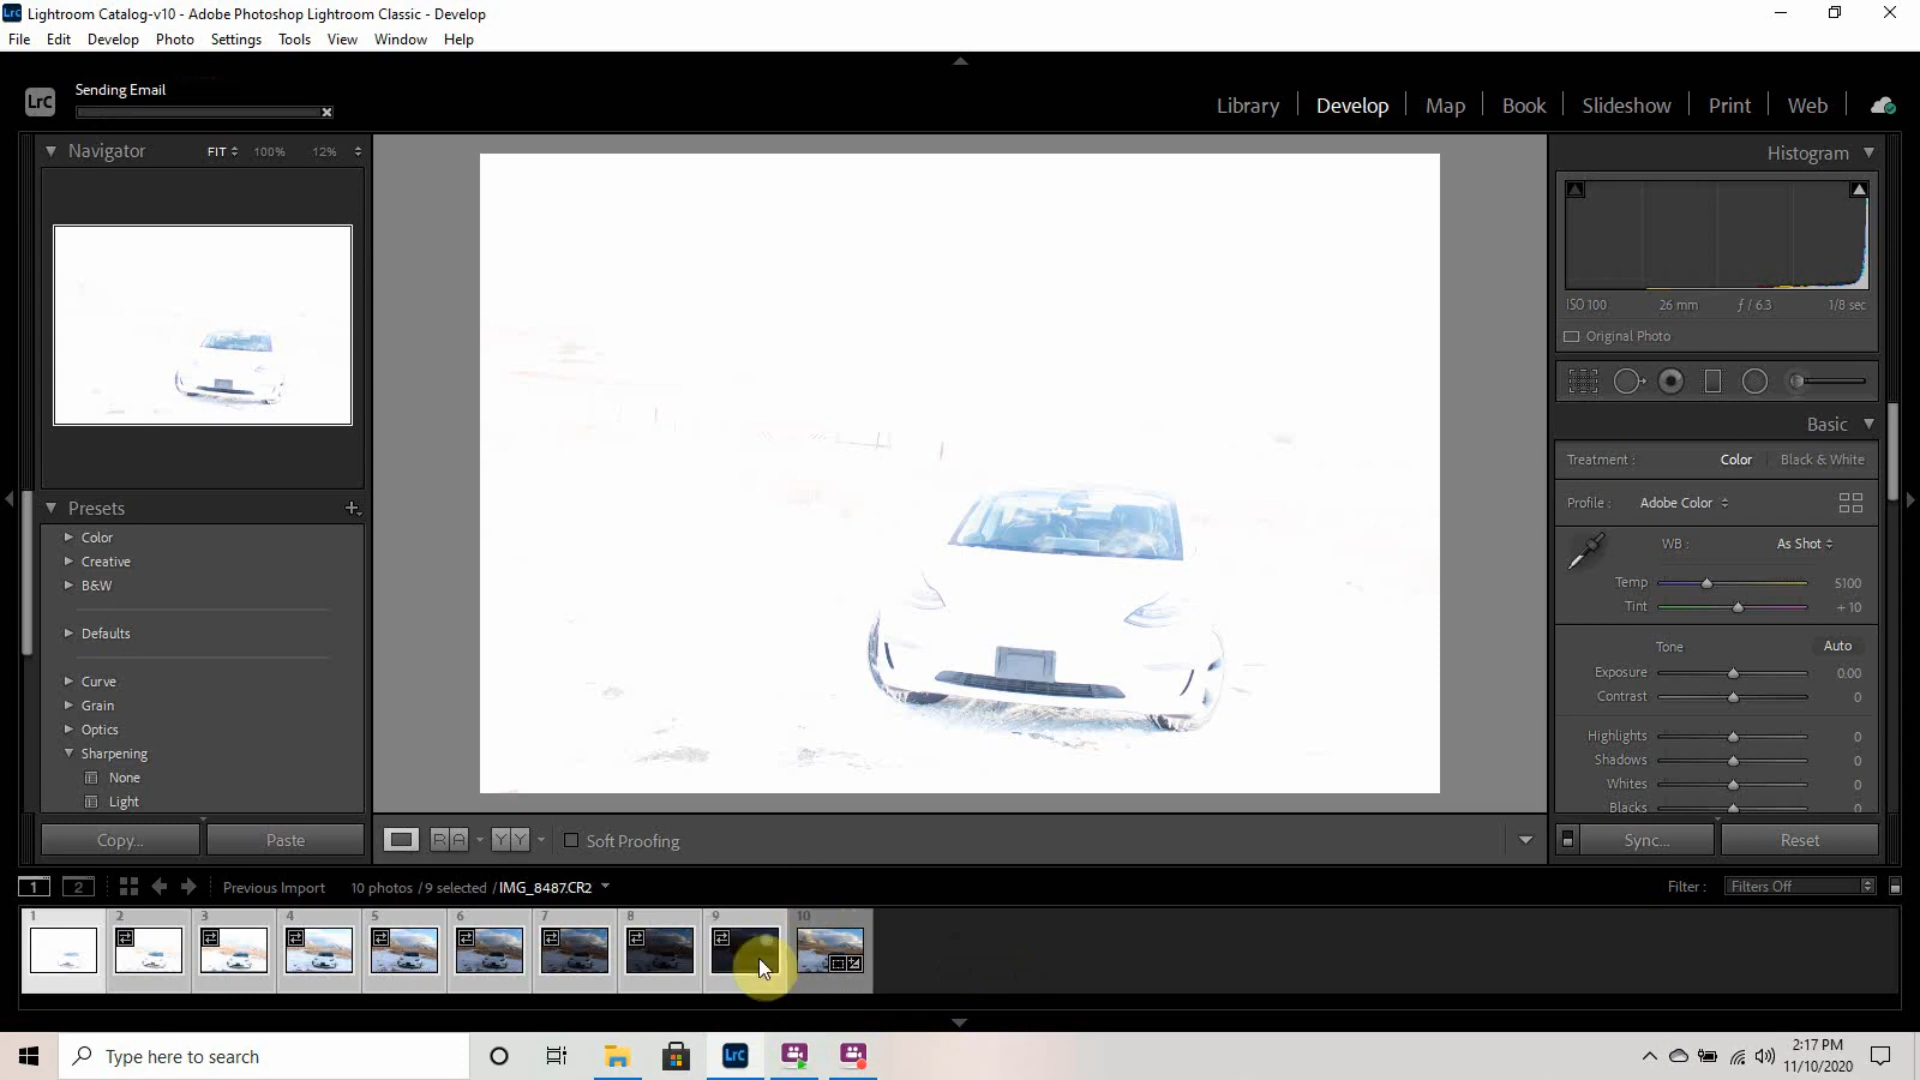 Lrc Lightroom Catalog-v10 - Adobe Photoshop Lightroom Classic - Develop
File Edit Develop Photo Settings Tools View Window Help
LrC Sending Email
Library Develop Map Book Slideshow Print Web
Navigator FIT 100% 12%
Histogram
ISO 100 26 mm ƒ / 6.3 1/8 sec
Original Photo
Basic
Treatment : Color Black & White
Profile : Adobe Color
WB : As Shot
Temp 5100
Tint + 10
Tone Auto
Exposure 0.00
Contrast 0
Highlights 0
Shadows 0
Whites 0
Blacks 0
Presets
Color
Creative
B&W
Defaults
Curve
Grain
Optics
Sharpening
None
Light
Copy... Paste
R A Y Y Soft Proofing
Sync... Reset
1 2 Previous Import 10 photos / 9 selected / IMG_8487.CR2
Filter : Filters Off
1 2 3 4 5 6 7 8 9 10
Type here to search
LrC
2:17 PM
11/10/2020